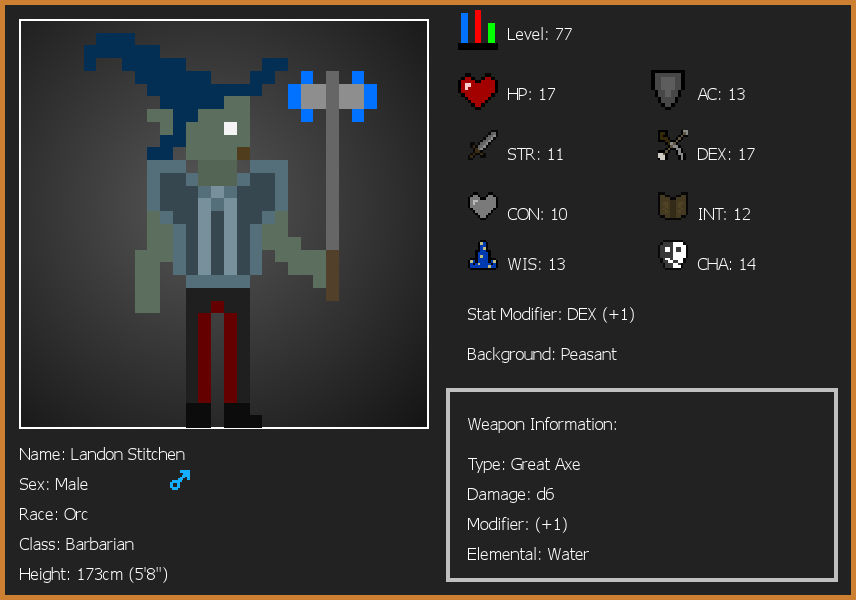 Level: 77
HP: 17
AC: 13
STR: 11
DEX: 17
CON: 10
INT: 12
WIS: 13
CHA: 14
Stat Modifier: DEX (+1)
Background: Peasant
Weapon Information:
Type: Great Axe
Damage: d6
Modifier: (+1)
Elemental: Water
Name: Landon Stitchen
Sex: Male
Race: Orc
Class: Barbarian
Height: 173cm (5'8")